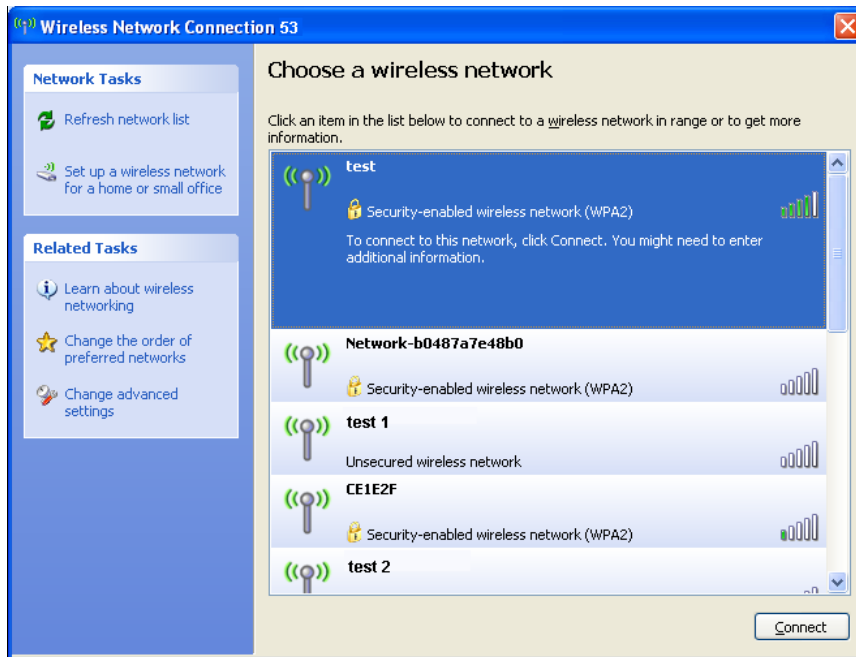 Wireless Network Connection 53
Network Tasks
Refresh network list
Set up a wireless network
for a home or small office
Related Tasks
Learn about wireless
networking
Change the order of
preferred networks
Change advanced
settings
Choose a wireless network
Click an item in the list below to connect to a wireless network in range or to get more
information.
test
Security-enabled wireless network (WPA2)
To connect to this network, click Connect. You might need to enter
additional information.
Network-b0487a7e48b0
Security-enabled wireless network (WPA2)
test 1
Unsecured wireless network
CE1E2F
Security-enabled wireless network (WPA2)
test 2
Connect